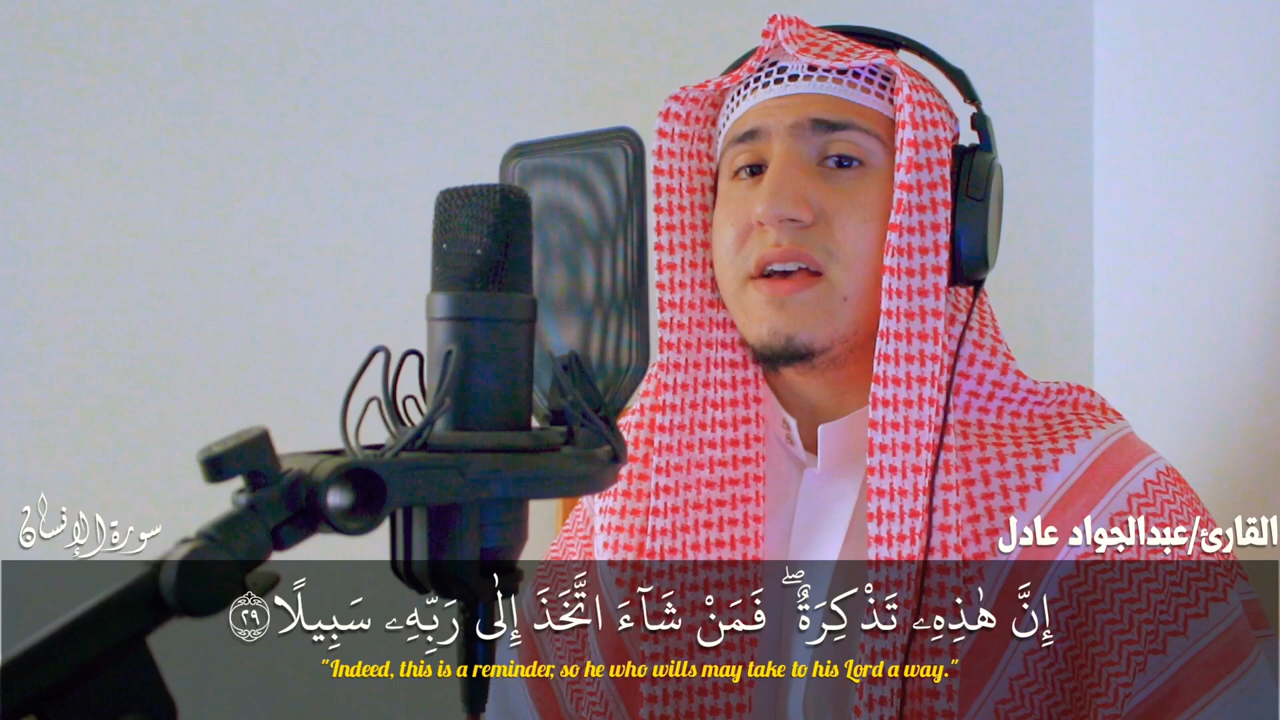 سورة الإنسان
القارئ/عبدالجواد عادل
إِنَّ هَٰذِهِۦ تَذْكِرَةٌ ۖ فَمَنْ شَآءَ اتَّخَذَ إِلَىٰ رَبِّهِۦ سَبِيلًا ٢٩
"Indeed, this is a reminder, so he who wills may take to his Lord a way."